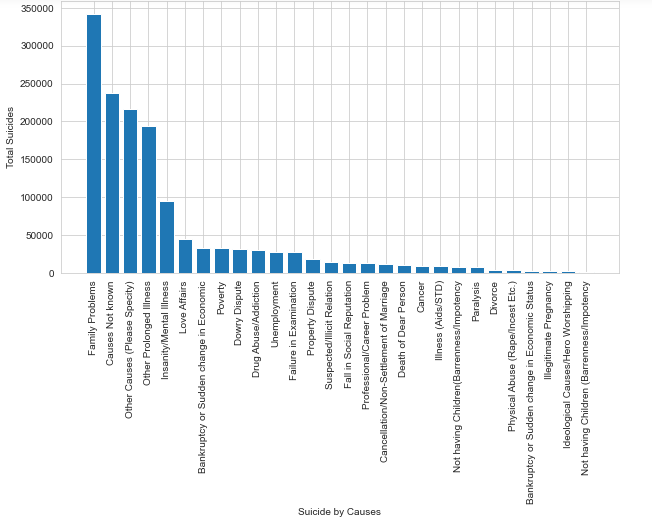 350000
300000
250000
200000
150000
100000
50000
0
Total Suicides
Family Problems
Causes Not known
Other Causes (Please Specity)
Other Prolonged Illness
Insanity/Mental Illness
Love Affairs
Bankruptcy or Sudden change in Economic
Poverty
Dowry Dispute
Drug Abuse/Addiction
Unemployment
Failure in Examination
Property Dispute
Suspected/Illicit Relation
Fall in Social Reputation
Professional/Career Problem
Cancellation/Non-Settlement of Marriage
Death of Dear Person
Cancer
Illness (Aids/STD)
Not having Children(Barrenness/Impotency
Paralysis
Divorce
Physical Abuse (Rape/Incest Etc.)
Bankruptcy or Sudden change in Economic Status
Illegitimate Pregnancy
Ideological Causes/Hero Worshipping
Not having Children (Barrenness/Impotency
Suicide by Causes